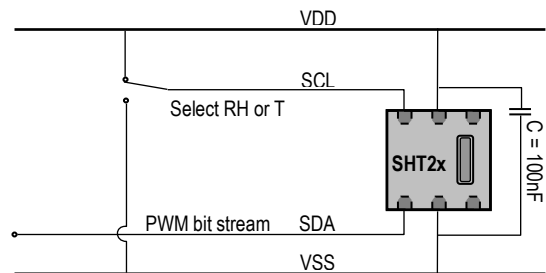 VDD
SCL
Select RH or T
SHT2x
C = 100nF
PWM bit stream
SDA
VSS